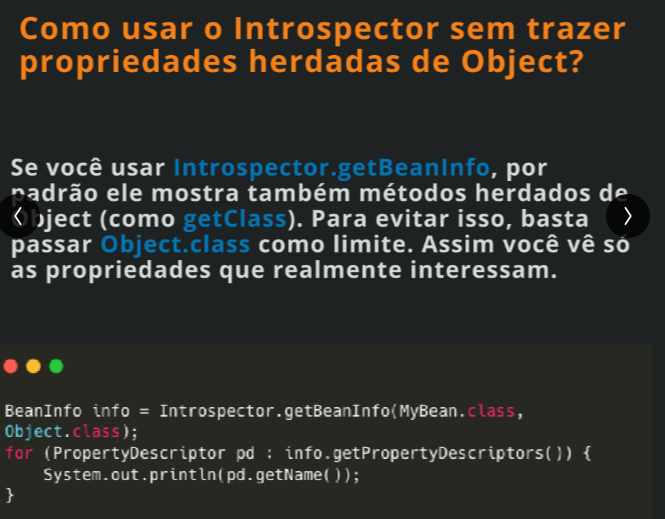 Como usar o Introspector sem trazer
propriedades herdadas de Object?
Se você usar Introspector.getBeanInfo, por
padrão ele mostra também métodos herdados de
Object (como getClass). Para evitar isso, basta
passar Object.class como limite. Assim você vê só
as propriedades que realmente interessam.
BeanInfo info = Introspector.getBeanInfo(MyBean.class,
Object.class);
for (PropertyDescriptor pd : info.getPropertyDescriptors()) {
    System.out.println(pd.getName());
}